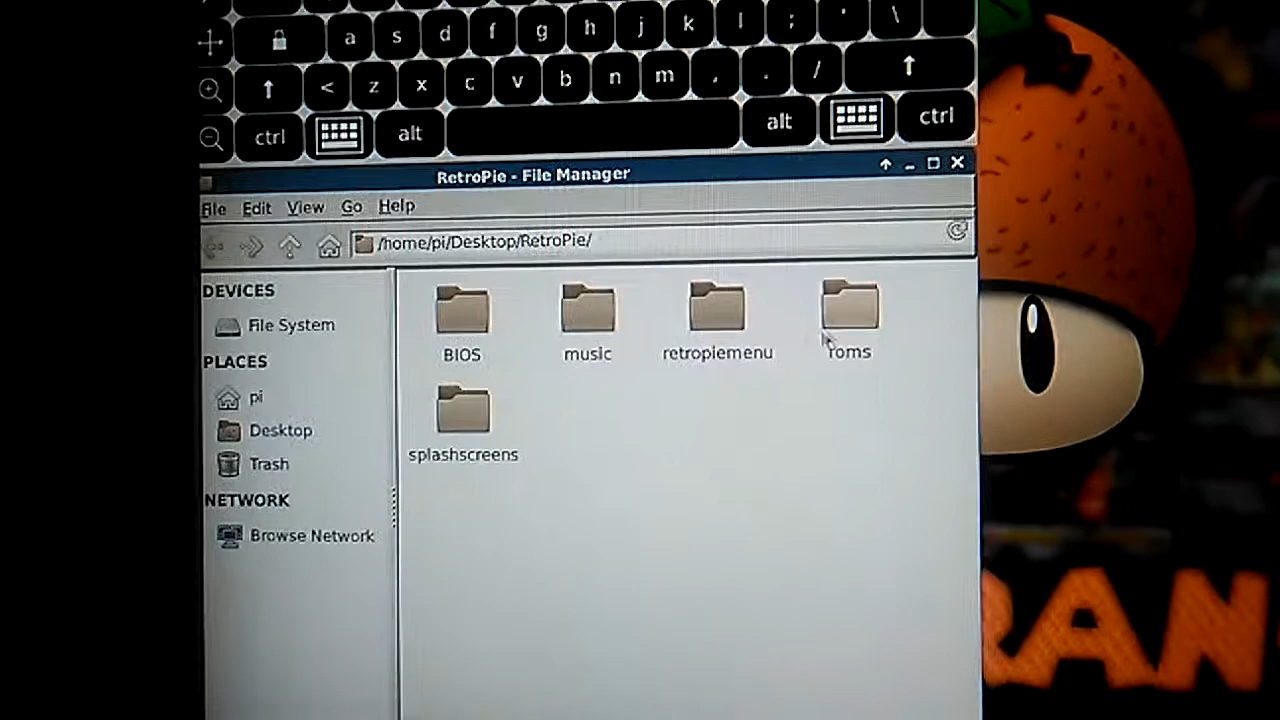 a s d f g h j k l ; ' \
< z x c v b n m , . /
ctrl alt alt ctrl
RetroPie - File Manager
File Edit View Go Help
/home/pi/Desktop/RetroPie/
DEVICES
File System
PLACES
pi
Desktop
Trash
NETWORK
Browse Network
BIOS music retropiemenu roms
splashscreens
RAN